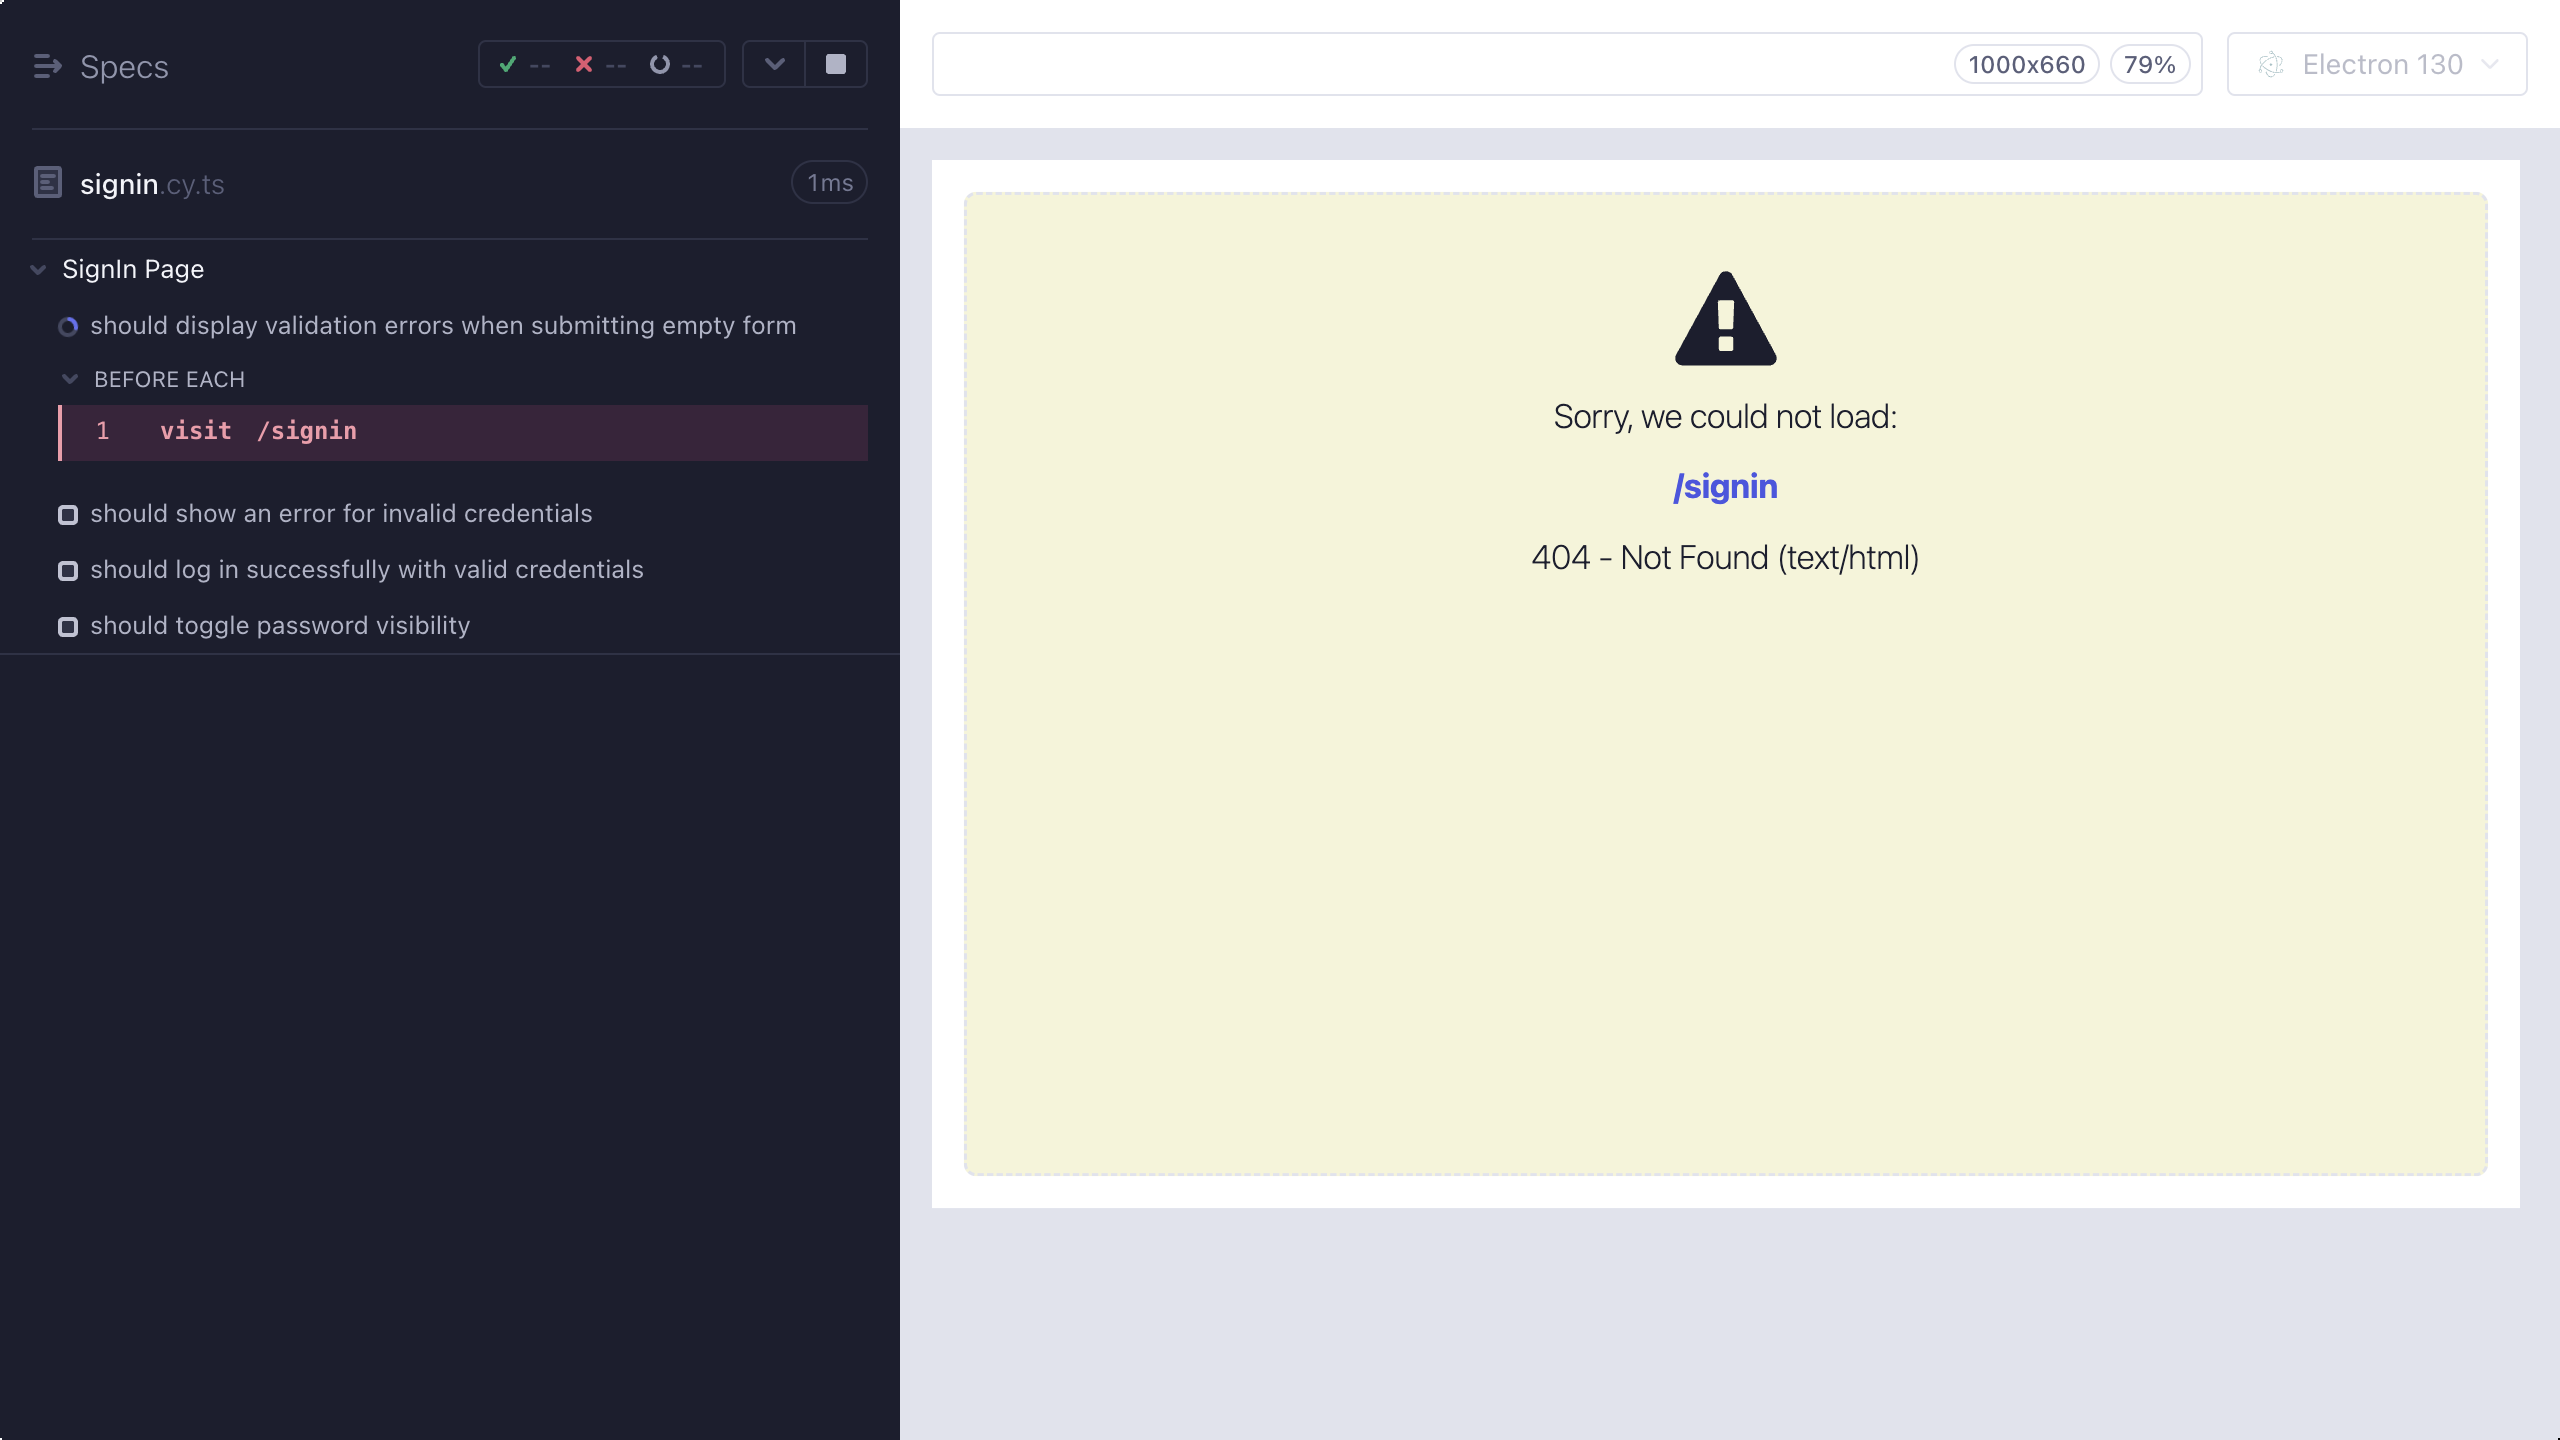 Specs
-- -- --
signin.cy.ts
1ms
SignIn Page
should display validation errors when submitting empty form
BEFORE EACH
1 visit /signin
should show an error for invalid credentials
should log in successfully with valid credentials
should toggle password visibility
1000x660 79% Electron 130
Sorry, we could not load:
/signin
404 - Not Found (text/html)